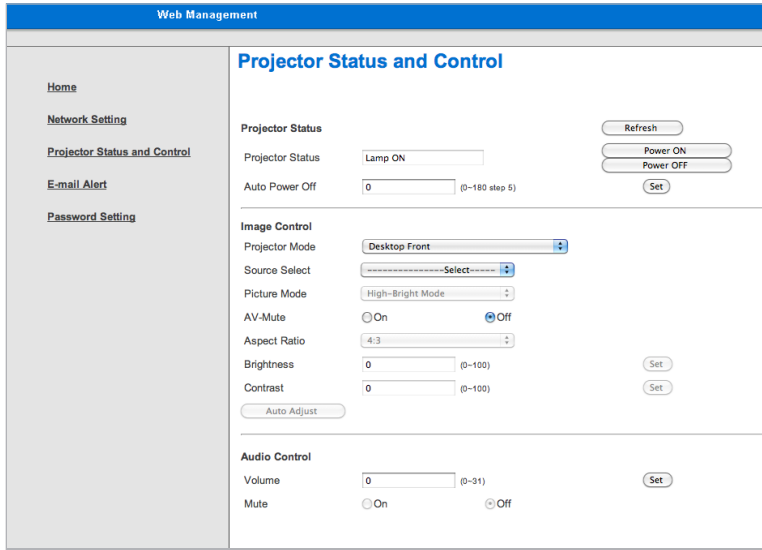 Web Management
Projector Status and Control
Home
Network Setting
Projector Status and Control
E-mail Alert
Password Setting
Projector Status Refresh
Projector Status Lamp ON Power ON
Power OFF
Auto Power Off 0 (0~180 step 5) Set
Image Control
Projector Mode Desktop Front
Source Select ---------------Select-----
Picture Mode High-Bright Mode
AV-Mute On Off
Aspect Ratio 4:3
Brightness 0 (0~100) Set
Contrast 0 (0~100) Set
Auto Adjust
Audio Control
Volume 0 (0~31) Set
Mute On Off